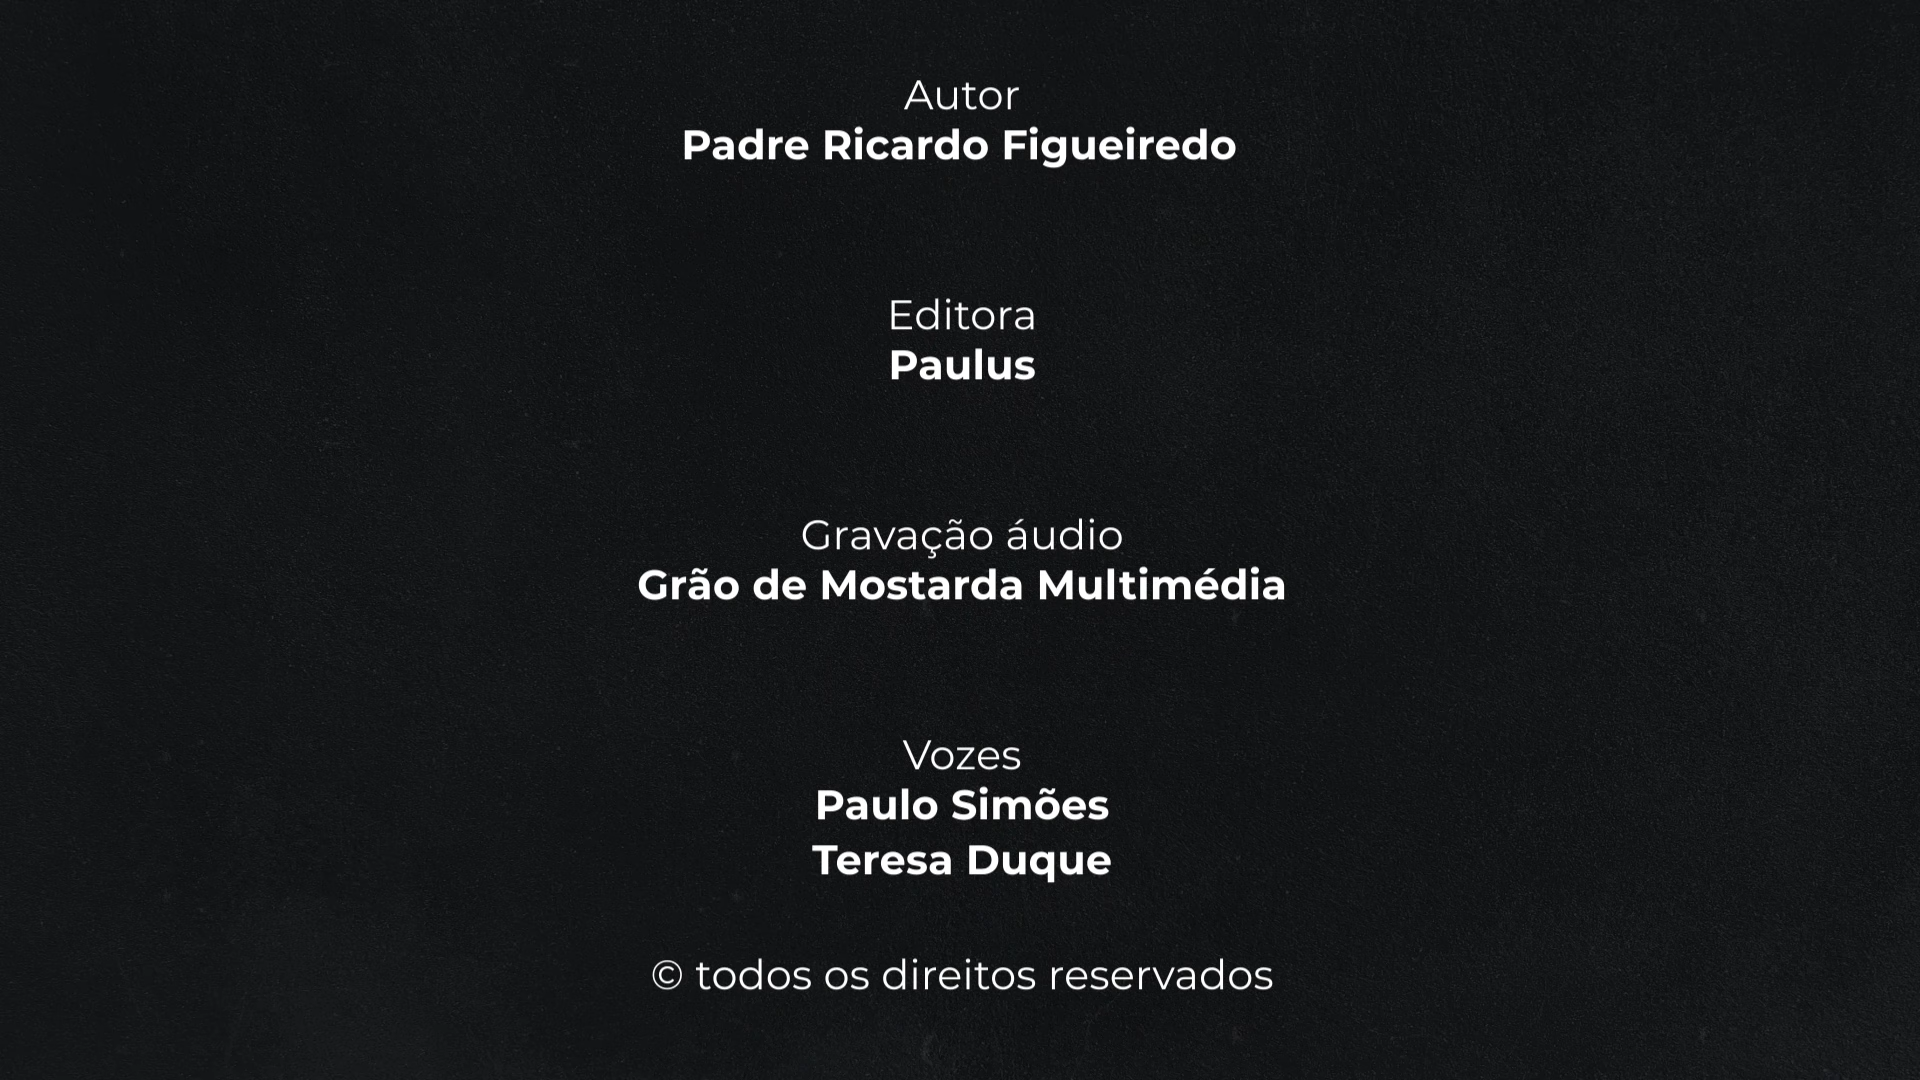 Autor
Padre Ricardo Figueiredo
Editora
Paulus
Gravação áudio
Grão de Mostarda Multimédia
Vozes
Paulo Simões
Teresa Duque
© todos os direitos reservados